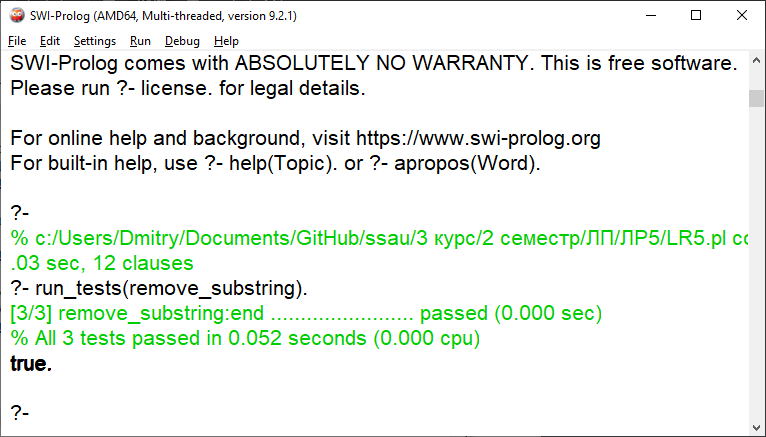 SWI-Prolog (AMD64, Multi-threaded, version 9.2.1)
File Edit Settings Run Debug Help
SWI-Prolog comes with ABSOLUTELY NO WARRANTY. This is free software.
Please run ?- license. for legal details.
For online help and background, visit https://www.swi-prolog.org
For built-in help, use ?- help(Topic). or ?- apropos(Word).
?-
% c:/Users/Dmitry/Documents/GitHub/ssau/3 курс/2 семестр/ЛП/ЛР5/LR5.pl
.03 sec, 12 clauses
?- run_tests(remove_substring).
[3/3] remove_substring:end ........................ passed (0.000 sec)
% All 3 tests passed in 0.052 seconds (0.000 cpu)
true.
?-